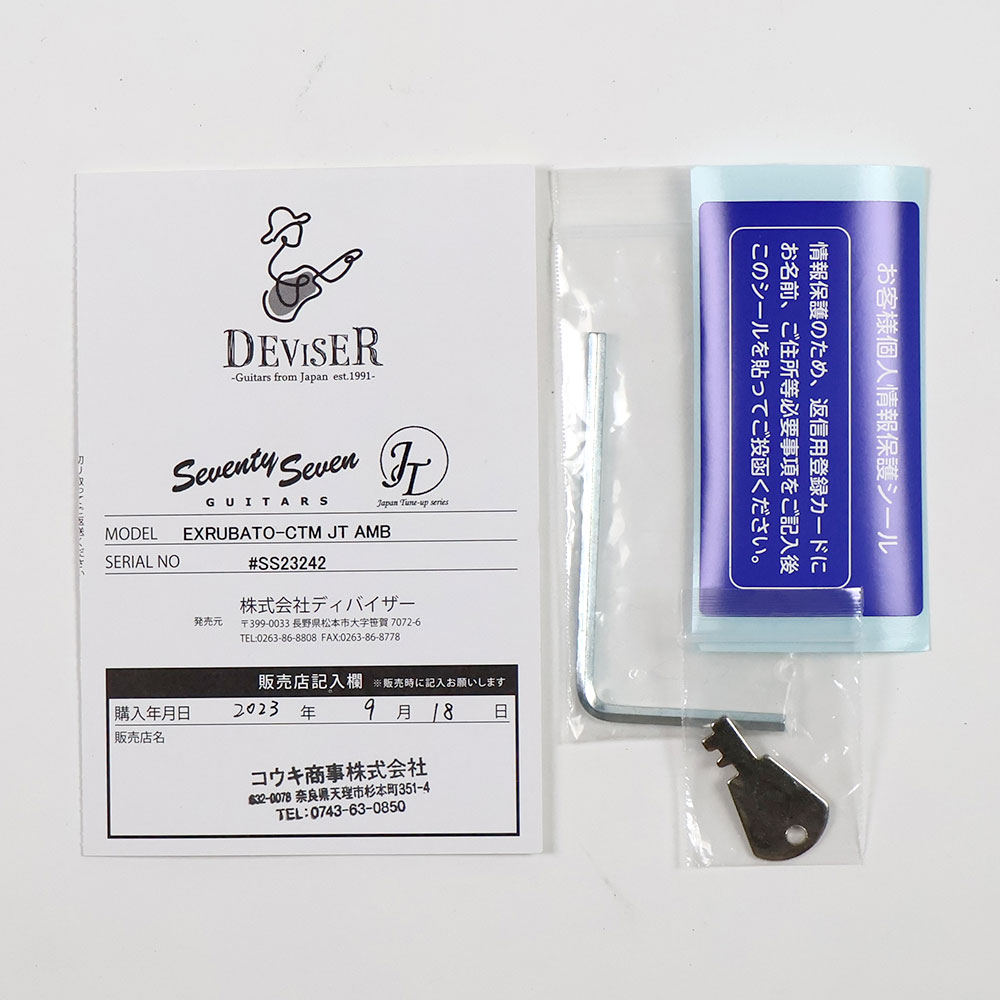 DEVISER
-Guitars from Japan est.1991-
Seventy Seven
GUITARS
JT
Japan Tune-up series
MODEL EXRUBATO-CTM JT AMB
SERIAL NO #SS23242
株式会社ディバイザー
発売元 〒399-0033 長野県松本市大字笹賀 7072-6
TEL:0263-86-8808 FAX:0263-86-8778
販売店記入欄 ※販売時に記入お願いします
購入年月日 2023 年 9 月 18 日
販売店名
コウキ商事株式会社
632-0078 奈良県天理市杉本町351-4
TEL:0743-63-0850
お客様個人情報保護シール
情報保護のため、返信用登録カードに
お名前、ご住所等必要事項をご記入後
このシールを貼ってご投函ください。